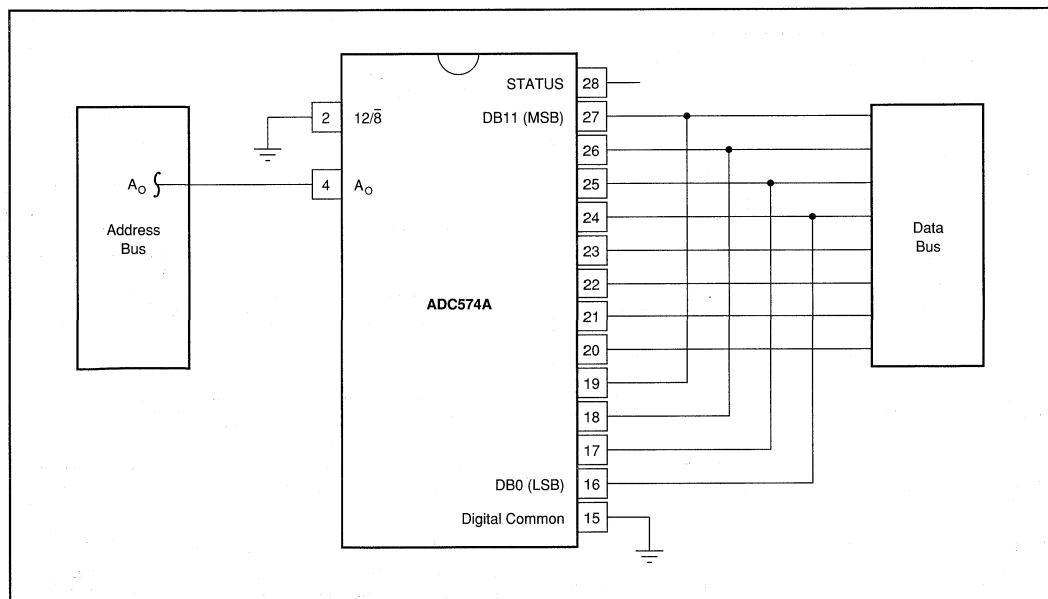 STATUS 28
2 12/8̅
DB11 (MSB) 27
26
A₀
4 A₀
25
24
Address
Bus
23
Data
Bus
22
ADC574A
21
20
19
18
17
DB0 (LSB) 16
Digital Common 15